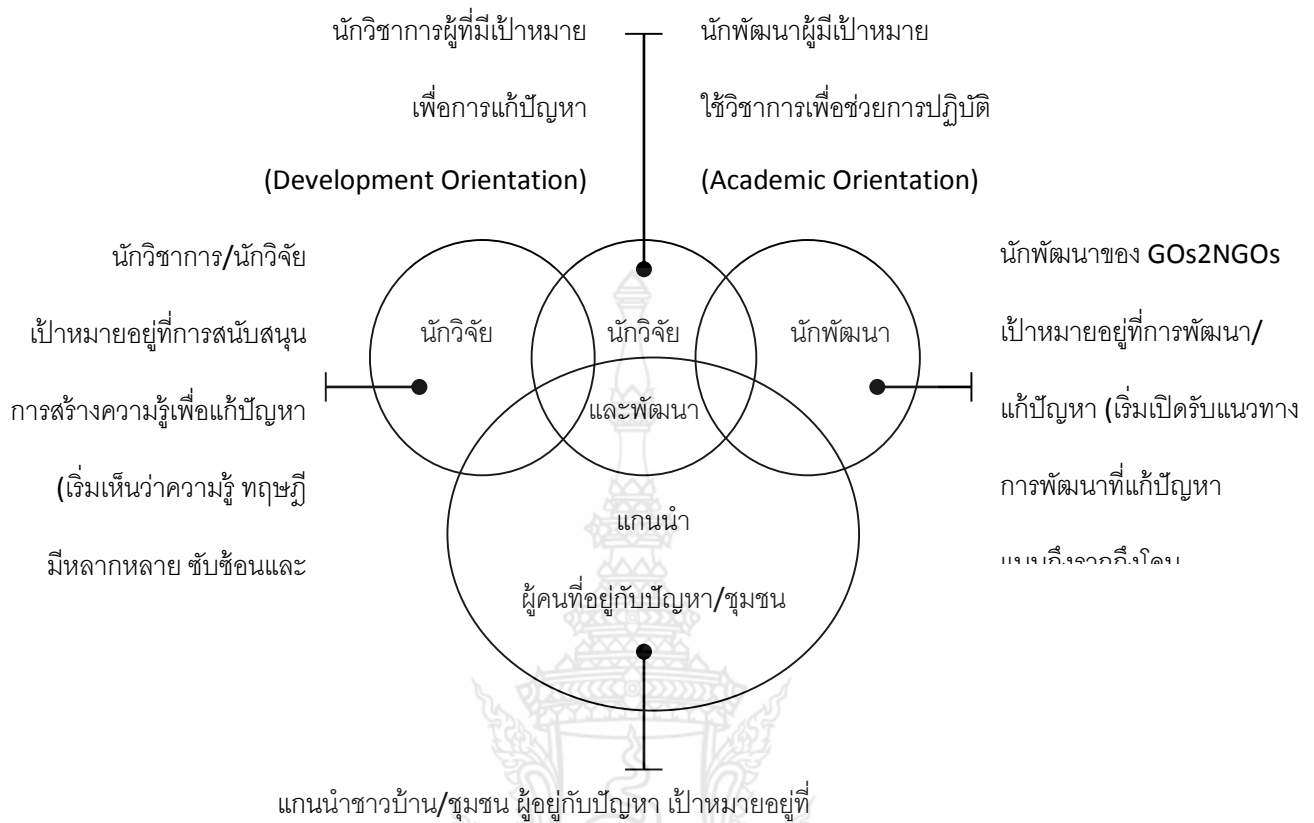 นักวิชาการผู้ที่มีเป้าหมาย
เพื่อการแก้ปัญหา
(Development Orientation)
นักพัฒนาผู้มีเป้าหมาย
ใช้วิชาการเพื่อช่วยการปฏิบัติ
(Academic Orientation)
นักวิชาการ/นักวิจัย
เป้าหมายอยู่ที่การสนับสนุน
การสร้างความรู้เพื่อแก้ปัญหา
(เริ่มเห็นว่าความรู้ ทฤษฎี
มีหลากหลาย ซับซ้อนและ
นักวิจัย
นักวิจัย
และพัฒนา
นักพัฒนา
นักพัฒนาของ GOs2NGOs
เป้าหมายอยู่ที่การพัฒนา/
แก้ปัญหา (เริ่มเปิดรับแนวทาง
การพัฒนาที่แก้ปัญหา
แกนนำ
ผู้คนที่อยู่กับปัญหา/ชุมชน
แกนนำชาวบ้าน/ชุมชน ผู้อยู่กับปัญหา เป้าหมายอยู่ที่